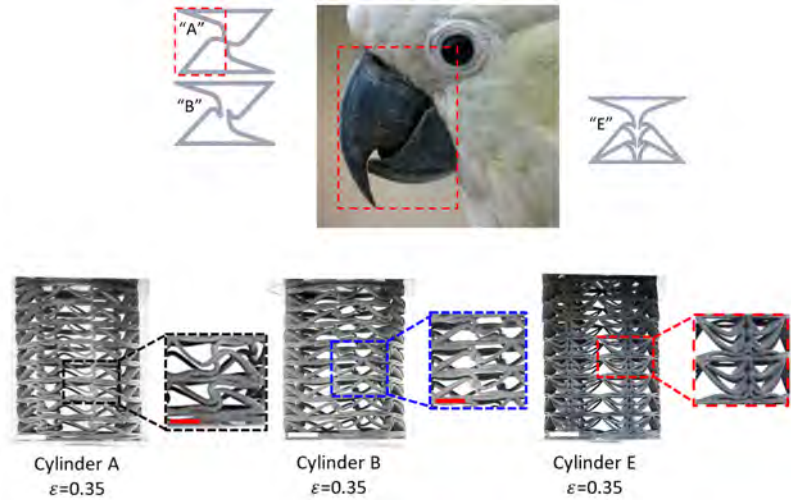 “A”
“B”
“E”
Cylinder A
ε=0.35
Cylinder B
ε=0.35
Cylinder E
ε=0.35